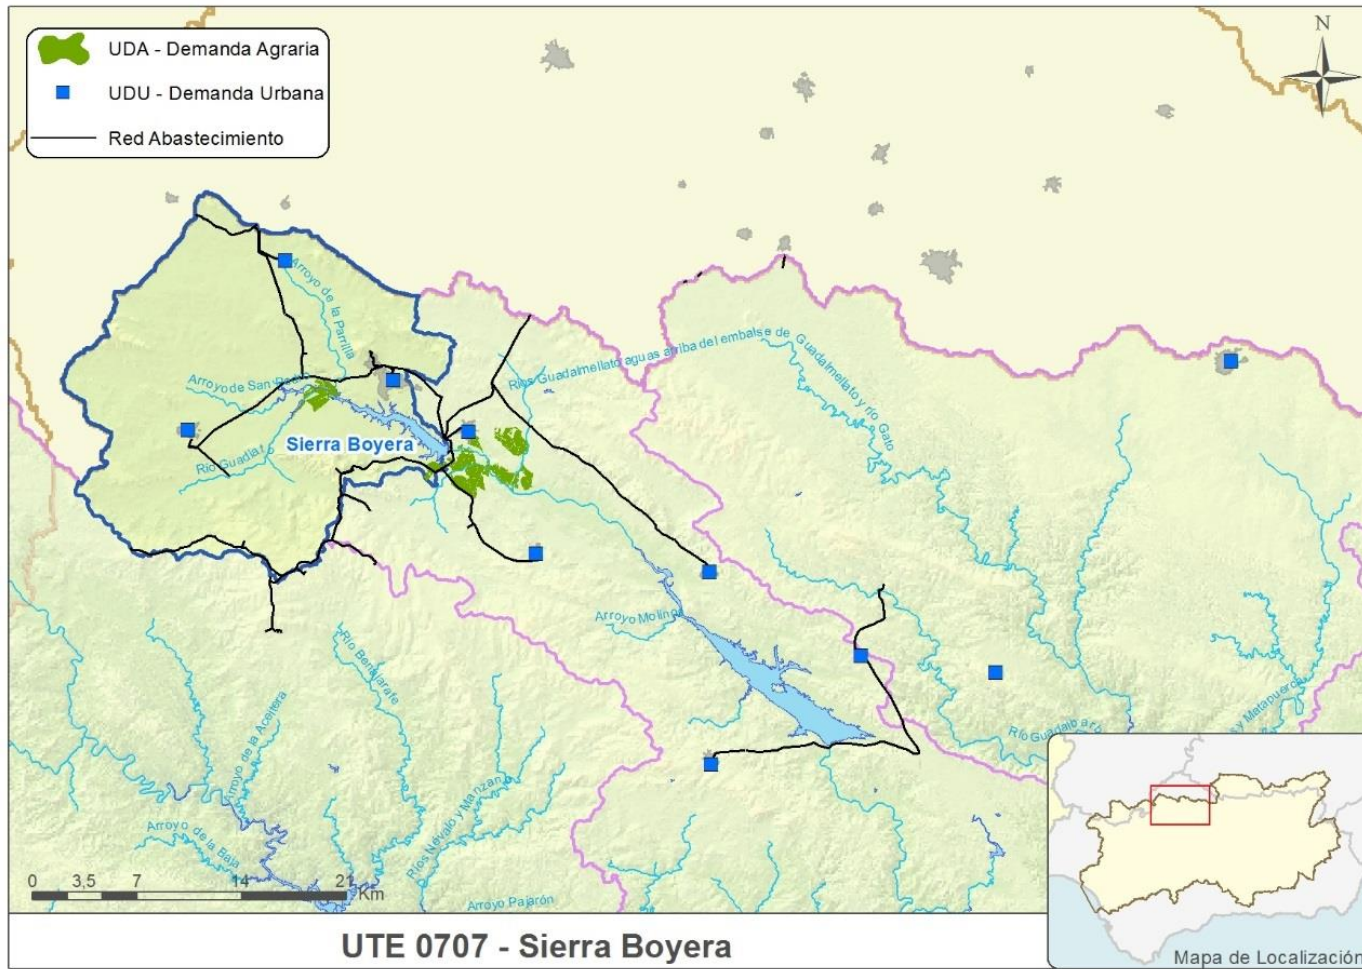 UDA - Demanda Agraria
UDU - Demanda Urbana
Red Abastecimiento
N
Arroyo de la Parrilla
Arroyo de San
Ríos Guadalmellato aguas arriba del embalse de Guadalmellato y río Gato
Sierra Boyera
Río Guadiato
Arroyo Molinos
Río Benajarafe
Arroyo de la Aceitera
Arroyo de la Baja
Ríos Névalo y Manzano
Arroyo Pajarón
Río Guadalbarbo
y Matapuercas
0 3,5 7 14 21
Km
UTE 0707 - Sierra Boyera
Mapa de Localización